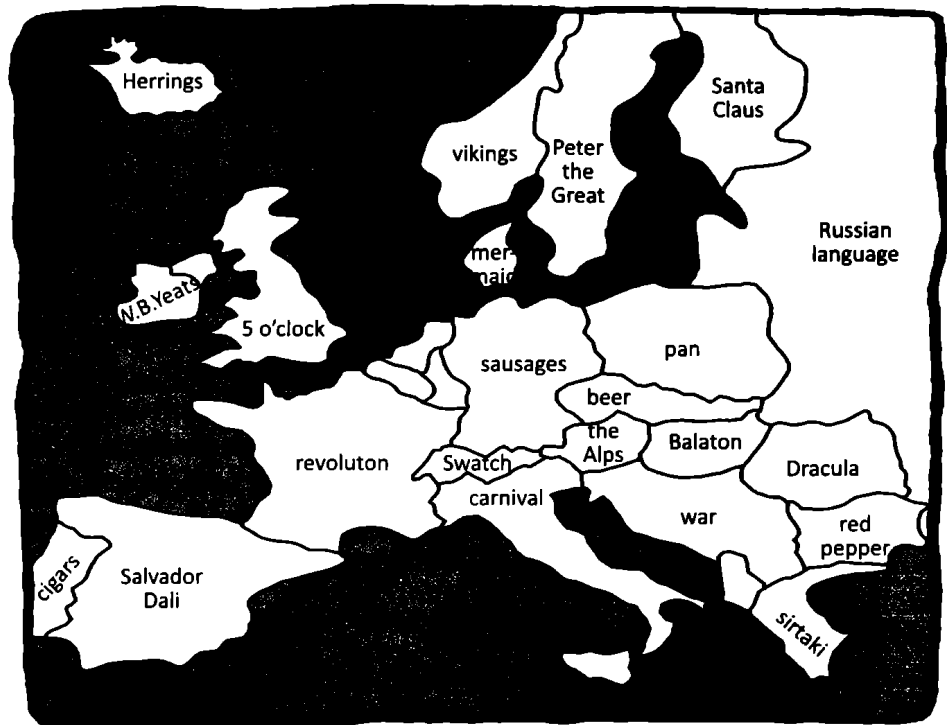 Herrings
Santa
Claus
vikings
Peter
the
Great
Russian
language
mer-
maid
W.B.Yeats
5 o'clock
sausages
pan
beer
the
Alps
Balaton
Swatch
Dracula
revoluton
carnival
war
red
pepper
cigars
Salvador
Dali
sirtaki